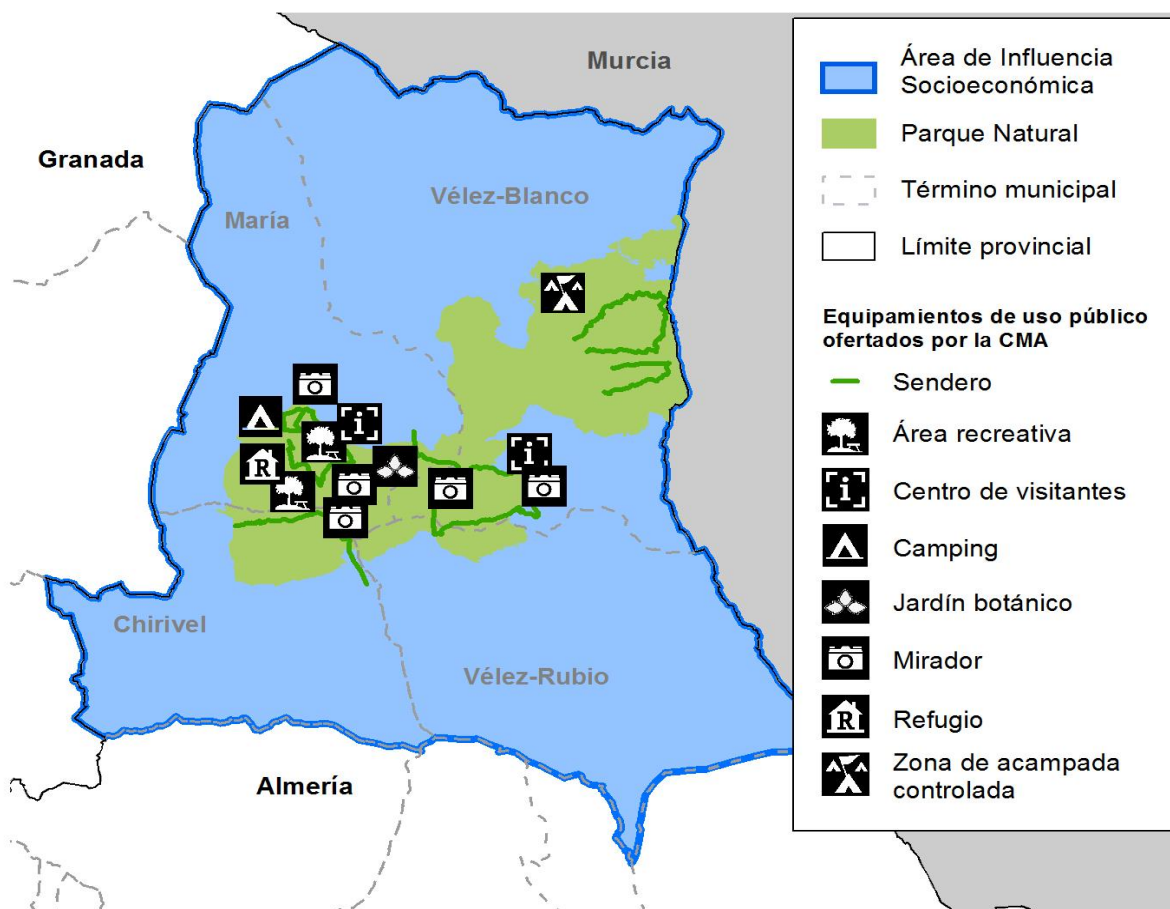 Murcia
Granada
Vélez-Blanco
María
Chirivel
Vélez-Rubio
Almería
Área de Influencia
Socioeconómica
Parque Natural
Término municipal
Límite provincial
Equipamientos de uso público
ofertados por la CMA
Sendero
Área recreativa
i
Centro de visitantes
Camping
Jardín botánico
Mirador
R
Refugio
Zona de acampada
controlada
i
R
i